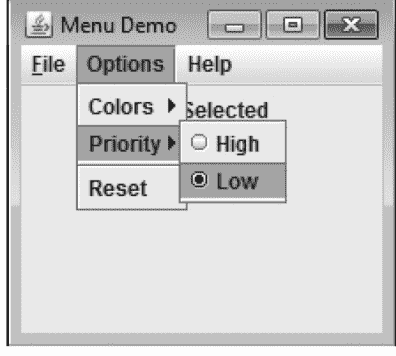 Menu Demo
File Options Help
Colors Selected
Priority High
Reset Low